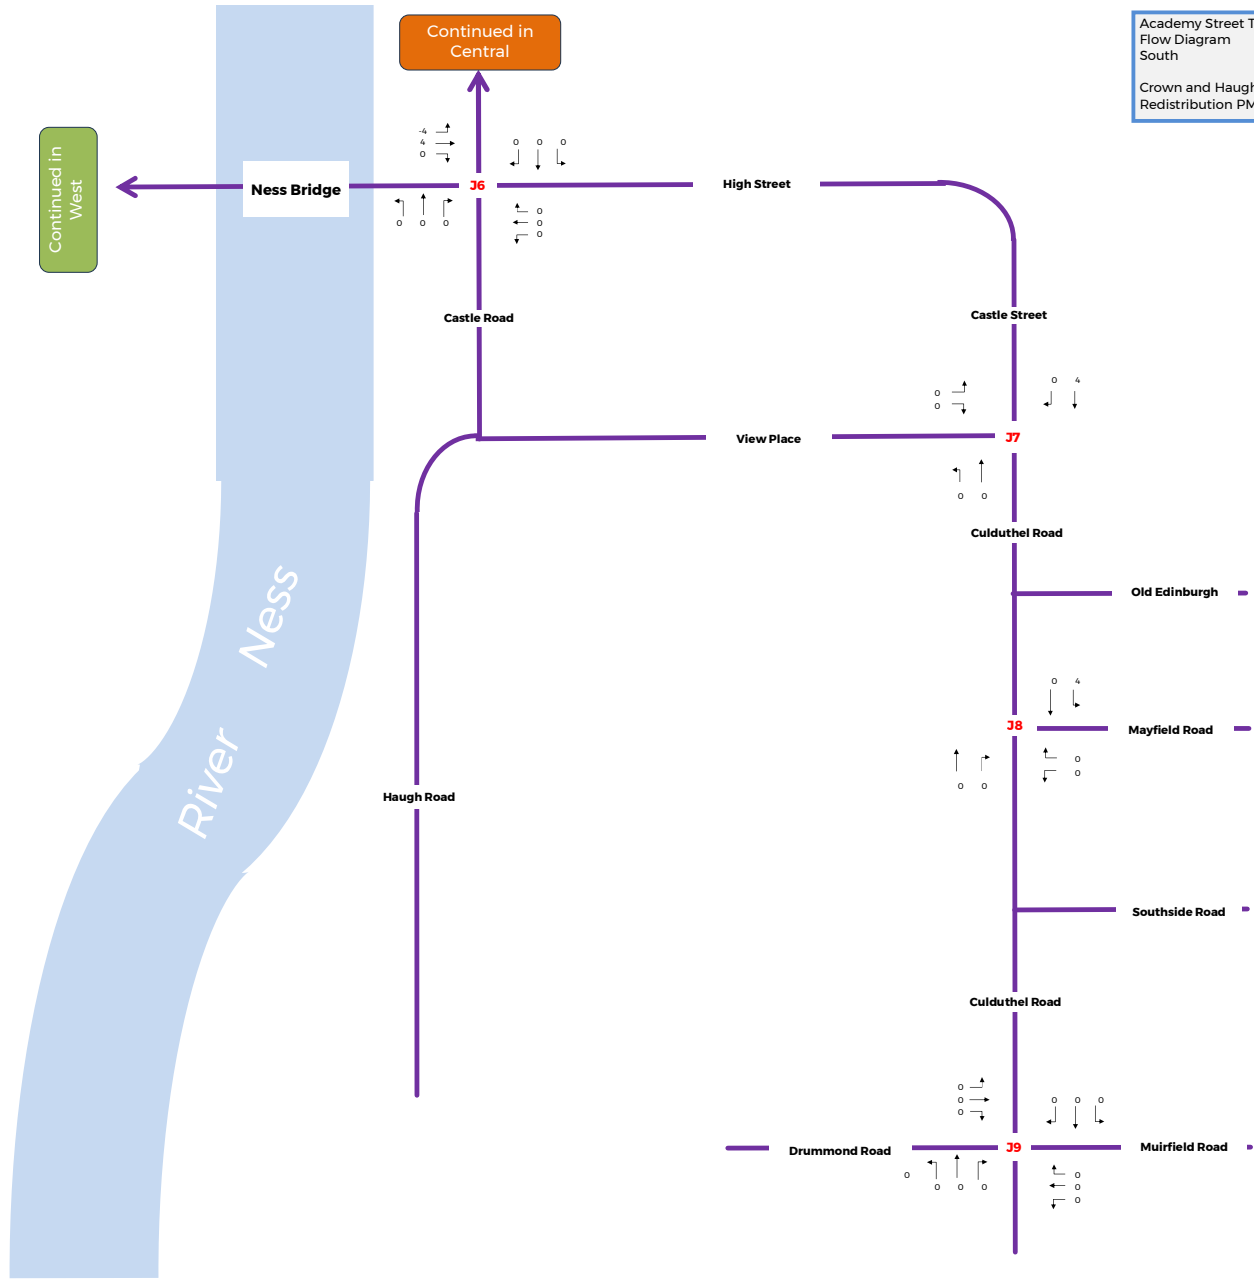 Continued in
Central
Academy Street T
Flow Diagram
South
Crown and Haugh
Redistribution PM
Continued in
West
-4
4
0
0 0 0
Ness Bridge
J6
High Street
0 0 0
0
0
0
Castle Road
Castle Street
0
0
0 4
View Place
J7
0 0
Culduthel Road
Old Edinburgh
River Ness
0 4
J8
Mayfield Road
0
0
0 0
Haugh Road
Southside Road
Culduthel Road
0
0
0
0 0 0
Drummond Road
J9
Muirfield Road
0
0 0 0
0
0
0